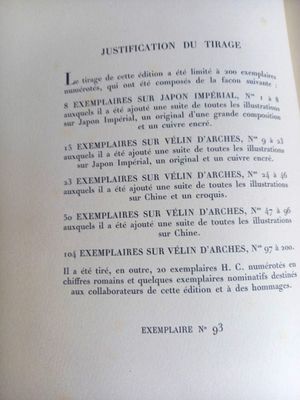 JUSTIFICATION DU TIRAGE
Le tirage de cette édition a été limité à 200 exemplaires
numérotés, qui ont été composés de la façon suivante :
8 EXEMPLAIRES SUR JAPON IMPÉRIAL, Nos 1 à 8
auxquels il a été ajouté une suite de toutes les illustrations
sur Japon Impérial, un original d'une grande composition
et un cuivre encré.
15 EXEMPLAIRES SUR VÉLIN D'ARCHES, Nos 9 à 23
auxquels il a été ajouté une suite de toutes les illustrations
sur Japon Impérial, un original et un cuivre encré.
23 EXEMPLAIRES SUR VÉLIN D'ARCHES, Nos 24 à 46
auxquels il a été ajouté une suite de toutes les illustrations
sur Chine et un croquis.
50 EXEMPLAIRES SUR VÉLIN D'ARCHES, Nos 47 à 96
auxquels il a été ajouté une suite de toutes les illustrations
sur Chine.
104 EXEMPLAIRES SUR VÉLIN D'ARCHES, Nos 97 à 200.
Il a été tiré, en outre, 20 exemplaires H. C. numérotés en
chiffres romains et quelques exemplaires nominatifs destinés
aux collaborateurs de cette édition et à des hommages.
EXEMPLAIRE No 93